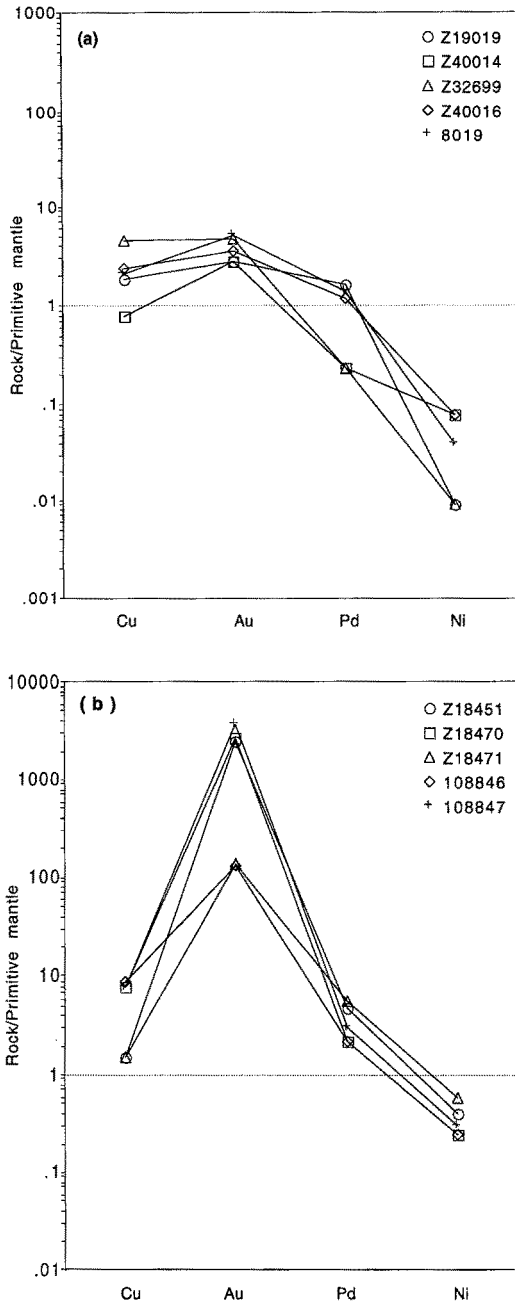 (a)
1000
100
10
1
.1
.01
.001
Rock/Primitive mantle
Z19019
Z40014
Z32699
Z40016
8019
Cu Au Pd Ni
(b)
10000
1000
100
10
1
.1
.01
Rock/Primitive mantle
Z18451
Z18470
Z18471
108846
108847
Cu Au Pd Ni